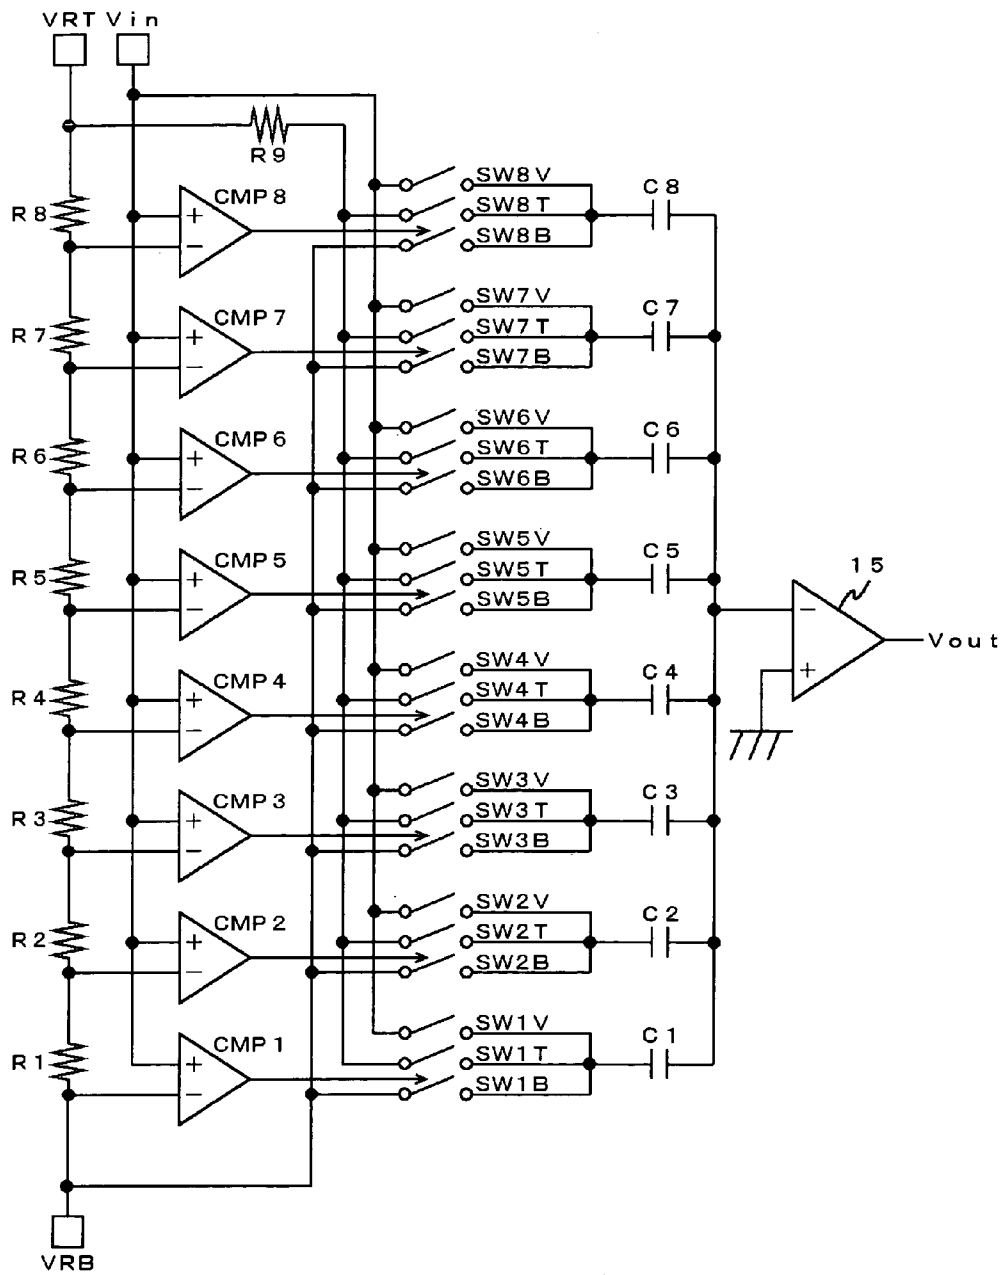 VRT Vin
R9
CMP8
SW8V
C8
R8
SW8T
SW8B
CMP7
SW7V
C7
R7
SW7T
SW7B
CMP6
SW6V
C6
R6
SW6T
SW6B
CMP5
SW5V
C5
15
R5
SW5T
SW5B
Vout
CMP4
SW4V
C4
R4
SW4T
SW4B
CMP3
SW3V
C3
R3
SW3T
SW3B
CMP2
SW2V
C2
R2
SW2T
SW2B
CMP1
SW1V
C1
R1
SW1T
SW1B
VRB